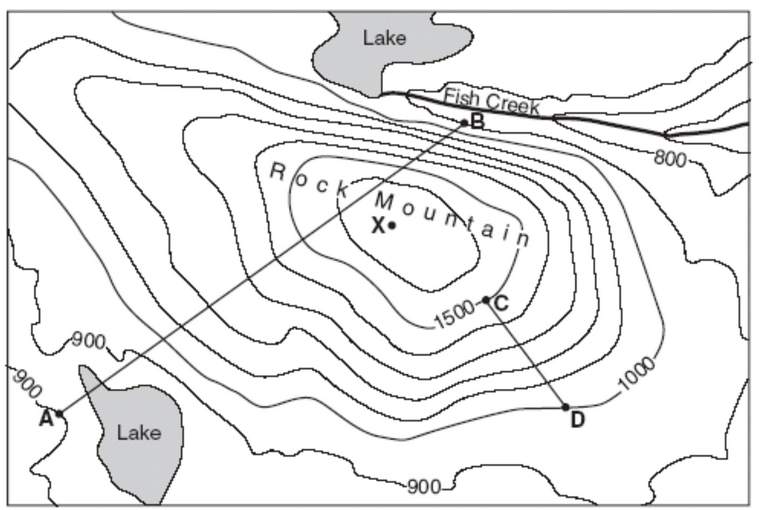 Lake
Fish Creek
B
800
Rock Mountain
X
1500
C
900
900
1000
A
Lake
D
900